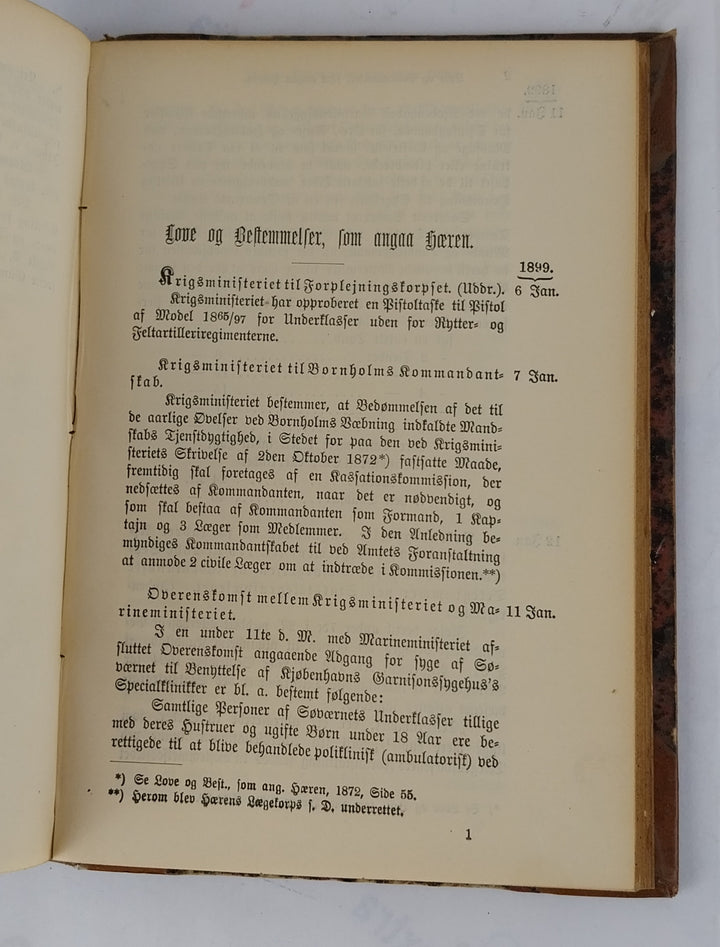 Love og Bestemmelser, som angaa Hæren.
1899.
Krigsministeriet til Forplejningskorpset. (Uddr.). 6 Jan.
Krigsministeriet har opproberet en Pistoltaske til Pistol
af Model 1865/97 for Underklasser uden for Rytter- og
Feltartilleriregimenterne.
Krigsministeriet til Bornholms Kommandant- 7 Jan.
skab.
Krigsministeriet bestemmer, at Bedømmelsen af det til
de aarlige Øvelser ved Bornholms Væbning indkaldte Mand-
skabs Tjenstdygtighed, i Stedet for paa den ved Krigsmini-
steriets Skrivelse af 2den Oktober 1872*) fastsatte Maade,
fremtidig skal foretages af en Kassationskommission, der
nedsættes af Kommandanten, naar det er nødvendigt, og
som skal bestaa af Kommandanten som Formand, 1 Kap-
tajn og 3 Læger som Medlemmer. I den Anledning be-
myndiges Kommandantskabet til ved Amtets Foranstaltning
at anmode 2 civile Læger om at indtræde i Kommissionen.**)
Overenskomst mellem Krigsministeriet og Ma- 11 Jan.
rineministeriet.
I en under 11te d. M. med Marineministeriet af-
sluttet Overenskomst angaaende Adgang for syge af Sø-
værnet til Benyttelse af Kjøbenhavns Garnisonssygehus's
Specialklinikker er bl. a. bestemt følgende:
Samtlige Personer af Søværnets Underklasser tillige
med deres Hustruer og ugifte Børn under 18 Aar ere be-
rettigede til at blive behandlede poliklinisk (ambulatorisk) ved
*) Se Love og Best., som ang. Hæren, 1872, Side 55.
**) Herom blev Hærens Lægekorps s. D. underrettet.
1